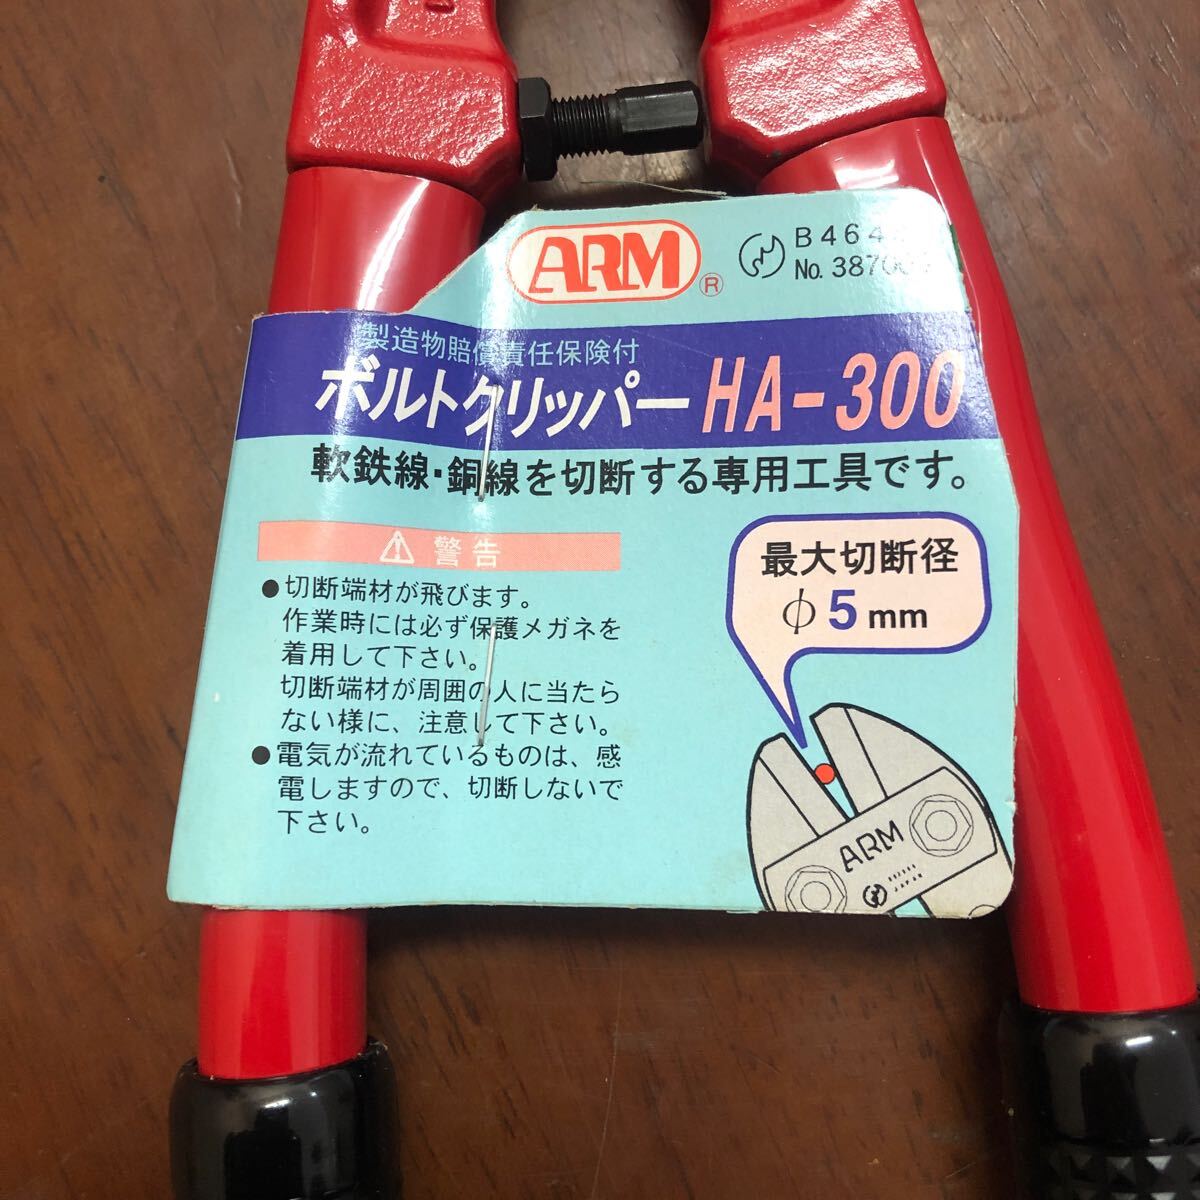 ARM ®
B 4 6 4
No. 3870
製造物賠償責任保険付
ボルトクリッパー HA-300
軟鉄線・銅線を切断する専用工具です。
⚠ 警告
●切断端材が飛びます。
作業時には必ず保護メガネを
着用して下さい。
切断端材が周囲の人に当たら
ない様に、注意して下さい。
●電気が流れているものは、感
電しますので、切断しないで
下さい。
最大切断径
φ 5 mm
ARM
JAPAN